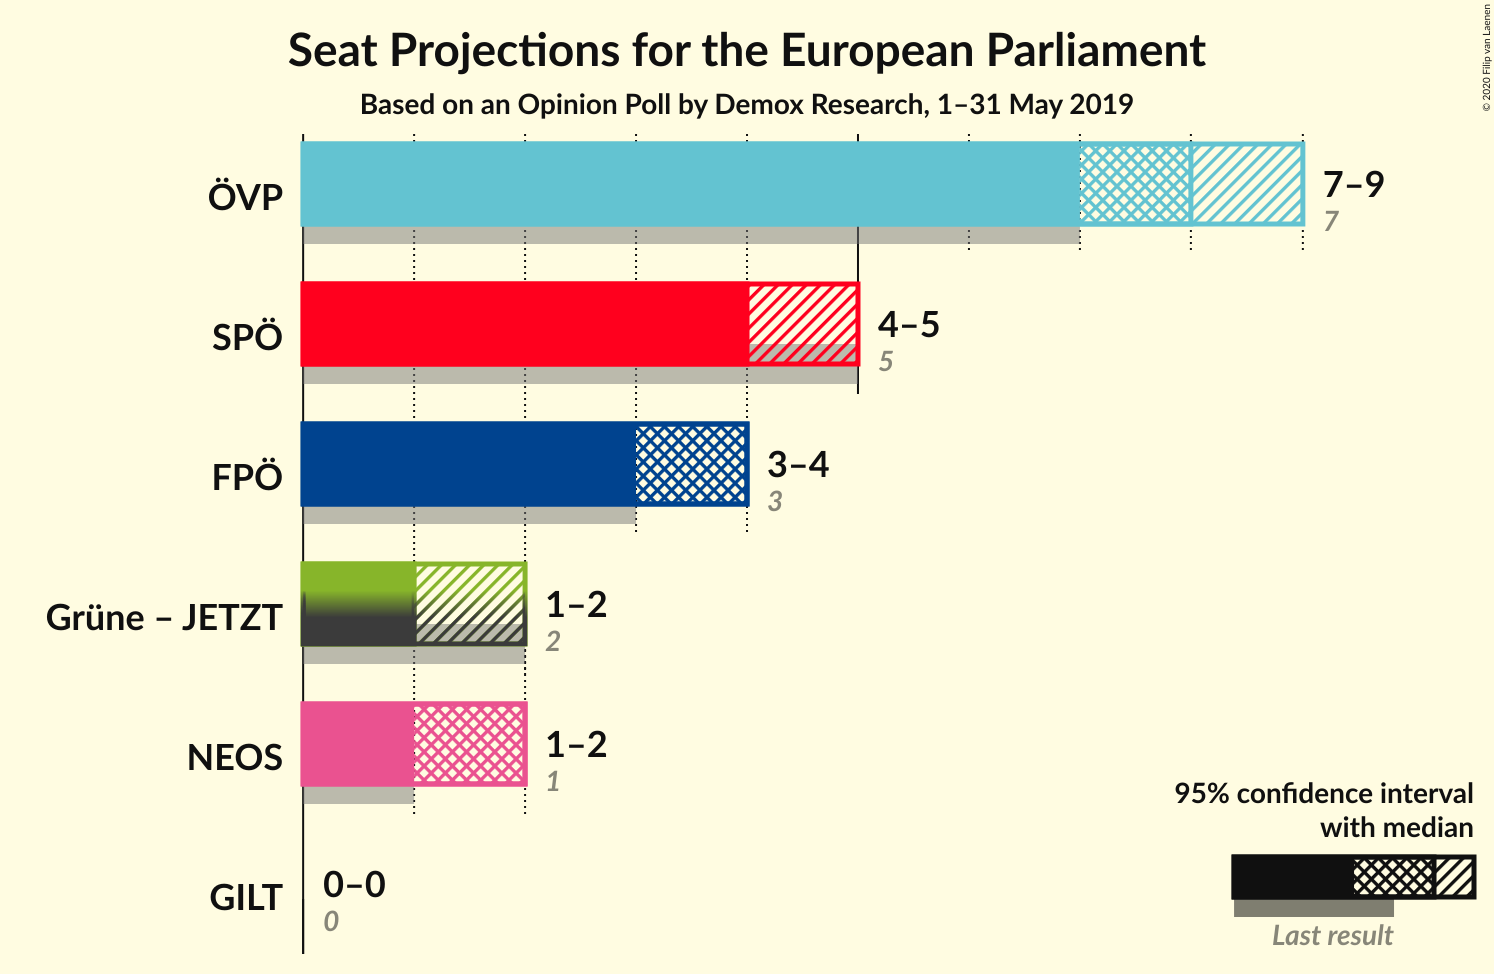 Seat Projections for the European Parliament
Based on an Opinion Poll by Demox Research, 1–31 May 2019
© 2020 Filip van Laenen
ÖVP
7–9
7
SPÖ
4–5
5
FPÖ
3–4
3
Grüne – JETZT
1–2
2
NEOS
1–2
1
GILT
0–0
0
95% confidence interval
with median
Last result